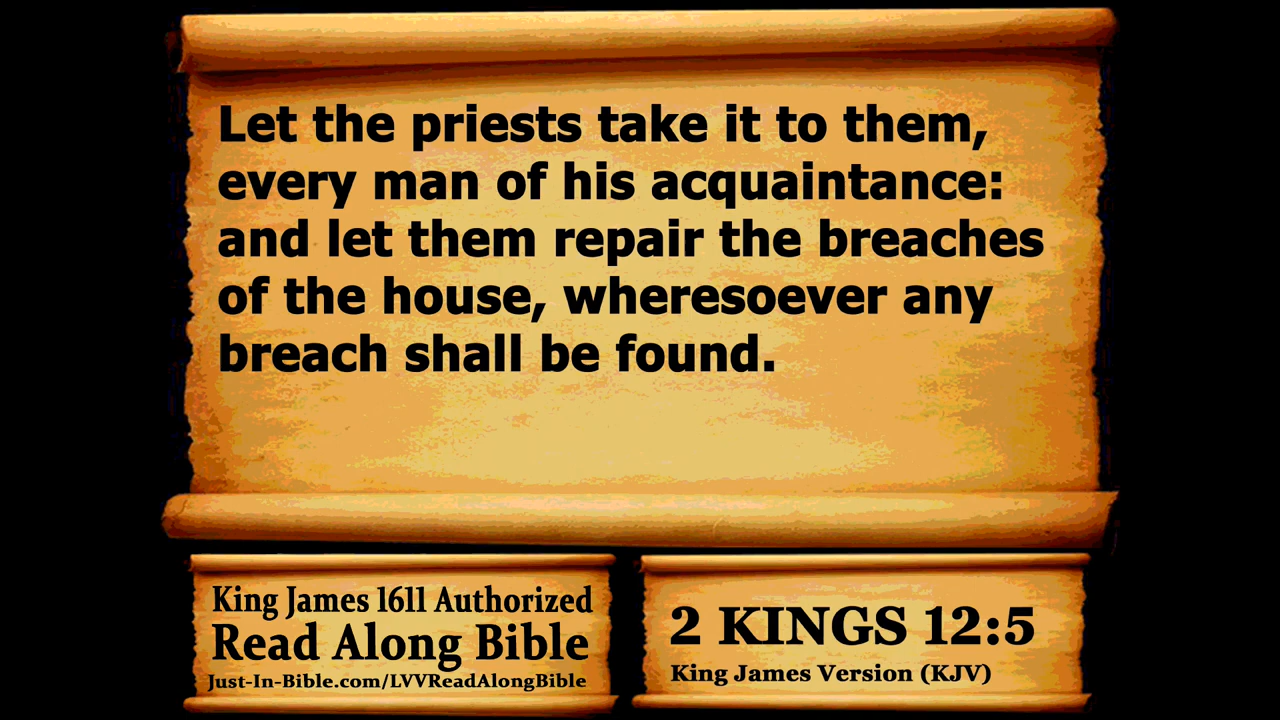 Let the priests take it to them,
every man of his acquaintance:
and let them repair the breaches
of the house, wheresoever any
breach shall be found.
King James 1611 Authorized
Read Along Bible
Just-In-Bible.com/LVVReadAlongBible
2 KINGS 12:5
King James Version (KJV)